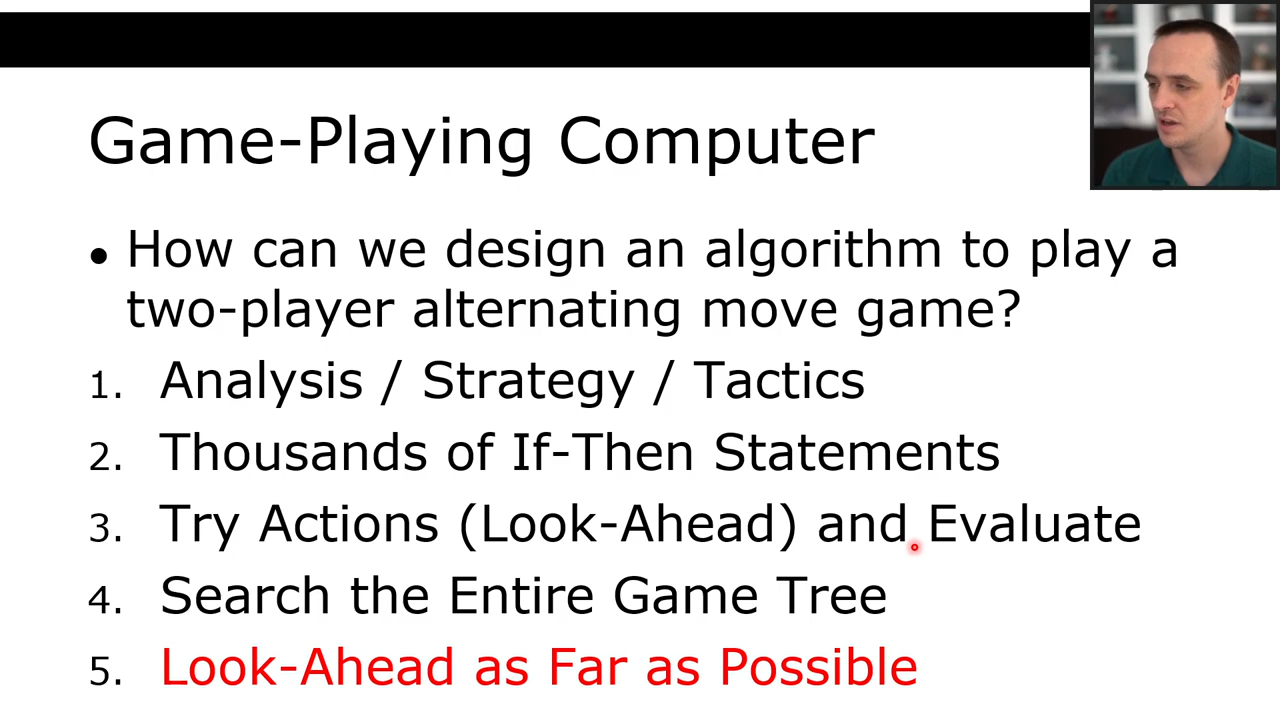 Game-Playing Computer
• How can we design an algorithm to play a
two-player alternating move game?
1. Analysis / Strategy / Tactics
2. Thousands of If-Then Statements
3. Try Actions (Look-Ahead) and Evaluate
4. Search the Entire Game Tree
5. Look-Ahead as Far as Possible